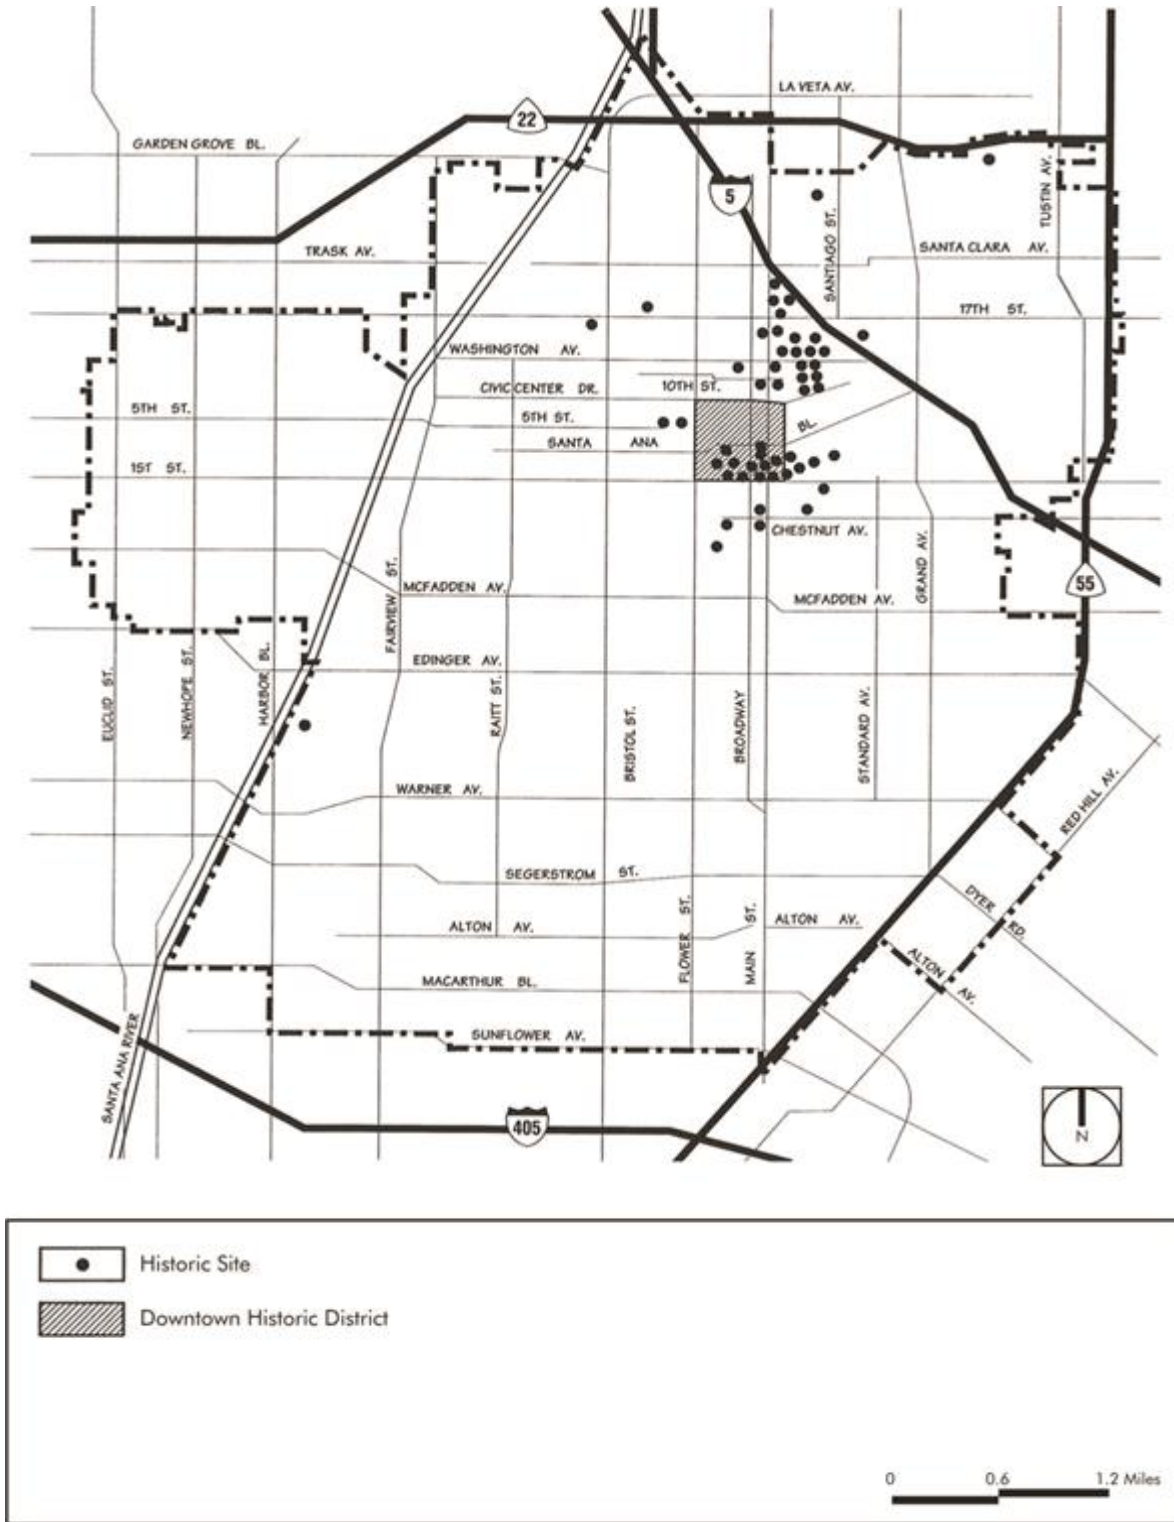 LA VETA AV.
22
GARDEN GROVE BL.
5
TUSTIN AV.
SANTIAGO ST.
TRASK AV.
SANTA CLARA AV.
17TH ST.
WASHINGTON AV.
CIVIC CENTER DR.
10TH ST.
5TH ST.
5TH ST.
BL.
SANTA ANA
1ST ST.
CHESTNUT AV.
GRAND AV.
FAIRVIEW ST.
MCFADDEN AV.
MCFADDEN AV.
55
EUCLID ST.
NEWHOPE ST.
HARBOR BL.
EDINGER AV.
RAITT ST.
BRISTOL ST.
BROADWAY
STANDARD AV.
WARNER AV.
RED HILL AV.
SEGERSTROM ST.
DYER RD.
ALTON AV.
FLOWER ST.
MAIN ST.
ALTON AV.
ALTON AV.
MACARTHUR BL.
SUNFLOWER AV.
SANTA ANA RIVER
405
N
Historic Site
Downtown Historic District
0 0.6 1.2 Miles